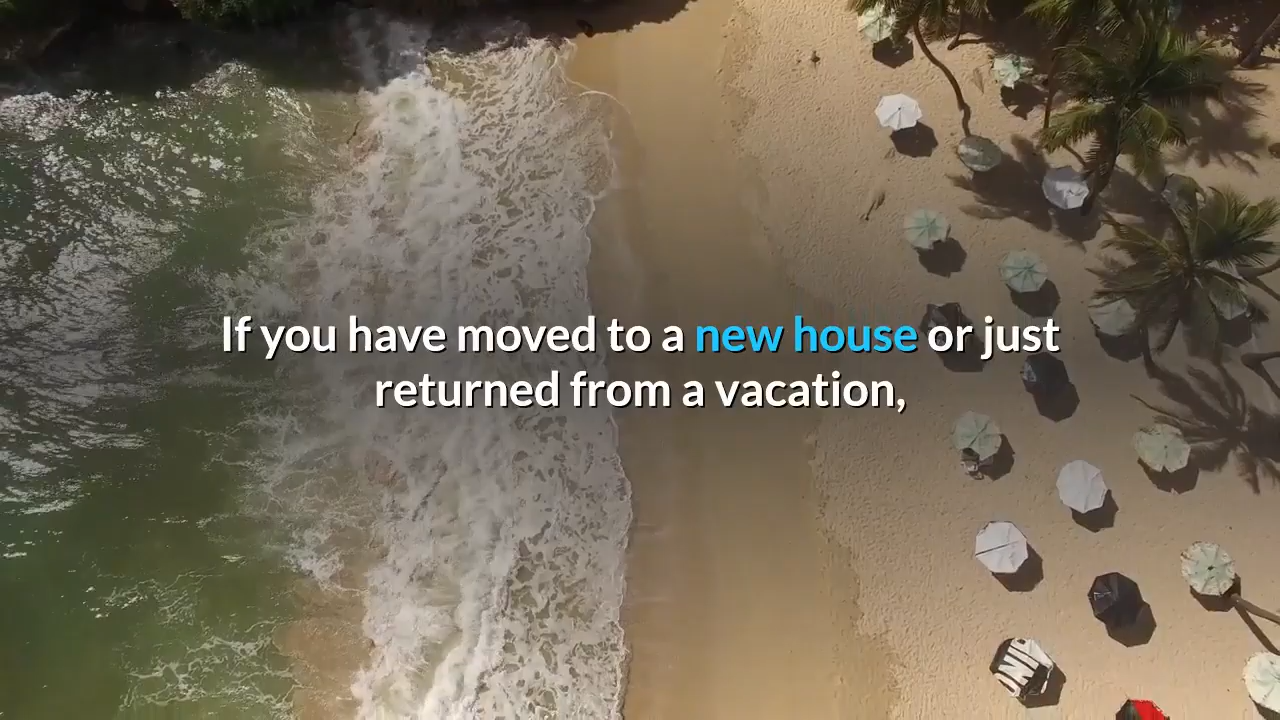 If you have moved to a new house or just
returned from a vacation,